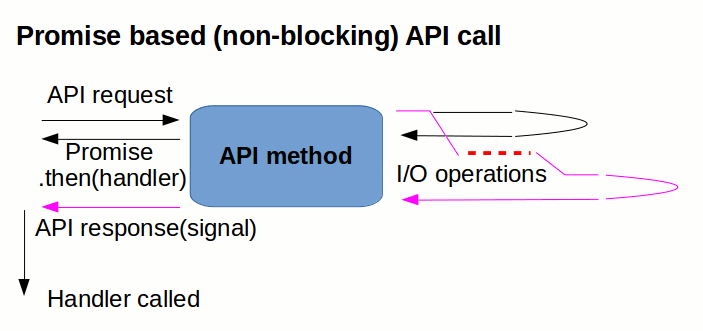 Promise based (non-blocking) API call
API request
Promise
.then(handler)
API method
I/O operations
API response(signal)
Handler called